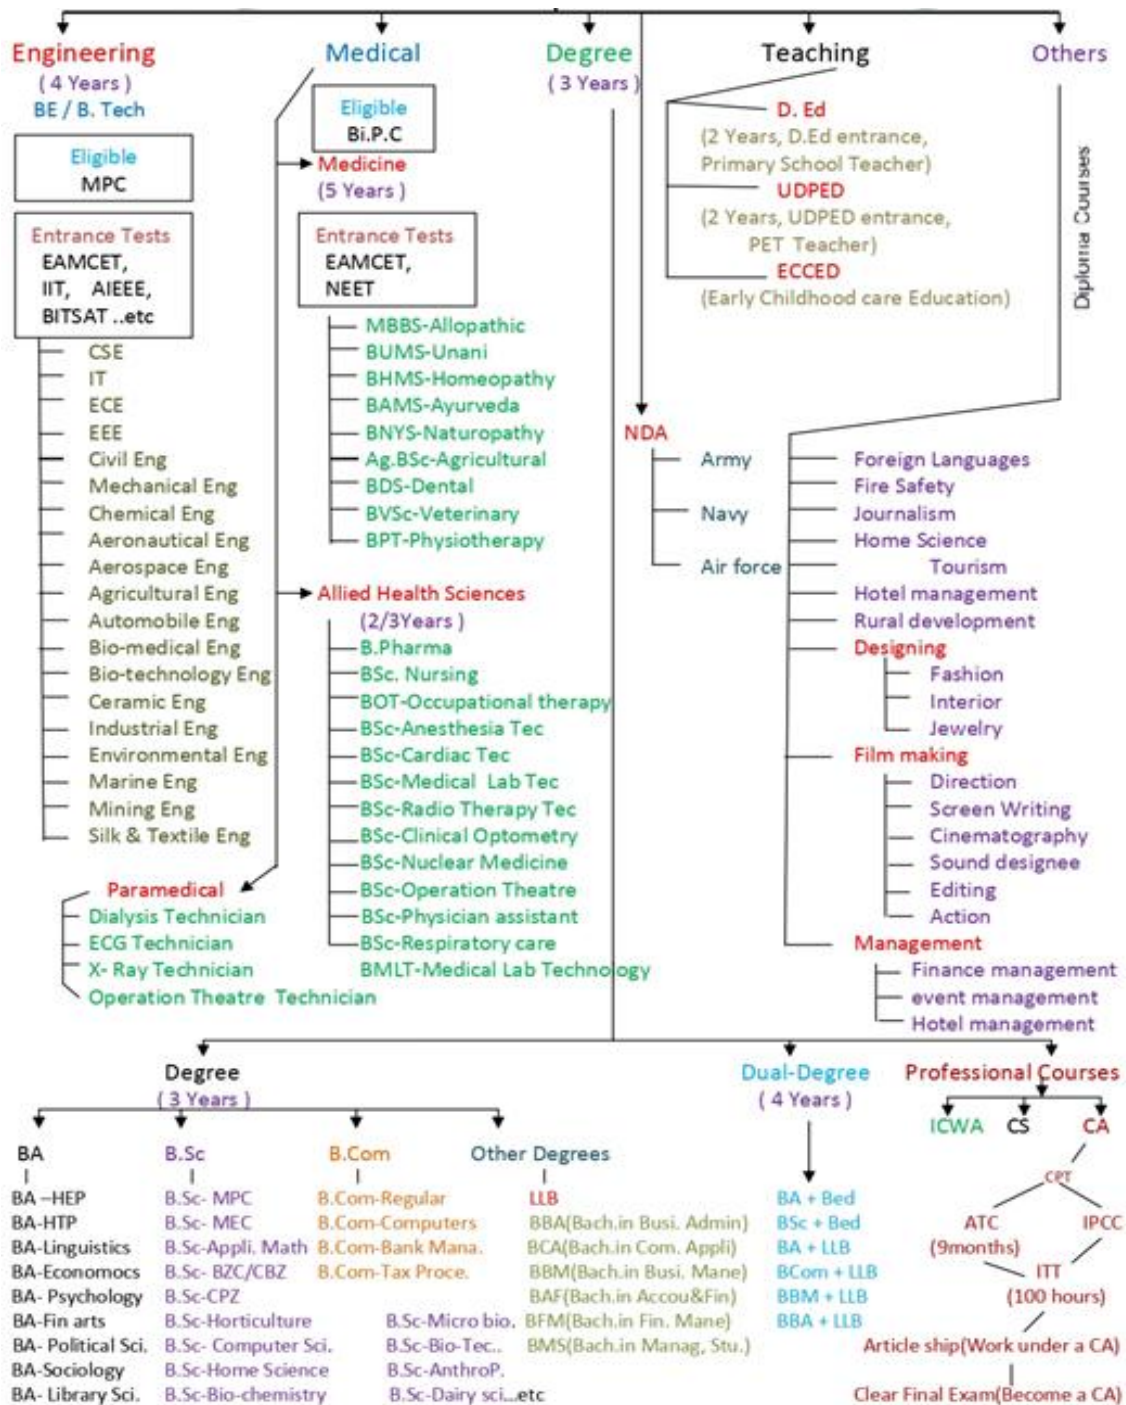 Engineering
( 4 Years )
BE / B. Tech
Eligible
MPC
Entrance Tests
EAMCET,
IIT, AIEEE,
BITSAT ..etc
CSE
IT
ECE
EEE
Civil Eng
Mechanical Eng
Chemical Eng
Aeronautical Eng
Aerospace Eng
Agricultural Eng
Automobile Eng
Bio-medical Eng
Bio-technology Eng
Ceramic Eng
Industrial Eng
Environmental Eng
Marine Eng
Mining Eng
Silk & Textile Eng
Medical
Eligible
Bi.P.C
Medicine
(5 Years )
Entrance Tests
EAMCET,
NEET
MBBS-Allopathic
BUMS-Unani
BHMS-Homeopathy
BAMS-Ayurveda
BNYS-Naturopathy
Ag.BSc-Agricultural
BDS-Dental
BVSc-Veterinary
BPT-Physiotherapy
Allied Health Sciences
(2/3Years )
B.Pharma
BSc. Nursing
BOT-Occupational therapy
BSc-Anesthesia Tec
BSc-Cardiac Tec
BSc-Medical Lab Tec
BSc-Radio Therapy Tec
BSc-Clinical Optometry
BSc-Nuclear Medicine
BSc-Operation Theatre
BSc-Physician assistant
BSc-Respiratory care
BMLT-Medical Lab Technology
Paramedical
Dialysis Technician
ECG Technician
X- Ray Technician
Operation Theatre Technician
Degree
( 3 Years )
NDA
Army
Navy
Air force
Teaching
D. Ed
(2 Years, D.Ed entrance,
Primary School Teacher)
UDPED
(2 Years, UDPED entrance,
PET Teacher)
ECCED
(Early Childhood care Education)
Others
Diploma Courses
Foreign Languages
Fire Safety
Journalism
Home Science
Tourism
Hotel management
Rural development
Designing
Fashion
Interior
Jewelry
Film making
Direction
Screen Writing
Cinematography
Sound designee
Editing
Action
Management
Finance management
event management
Hotel management
Degree
( 3 Years )
BA
BA –HEP
BA-HTP
BA-Linguistics
BA-Economocs
BA- Psychology
BA-Fin arts
BA- Political Sci.
BA-Sociology
BA- Library Sci.
B.Sc
B.Sc- MPC
B.Sc- MEC
B.Sc-Appli. Math
B.Sc- BZC/CBZ
B.Sc-CPZ
B.Sc-Horticulture
B.Sc- Computer Sci.
B.Sc-Home Science
B.Sc-Bio-chemistry
B.Sc-Micro bio.
B.Sc-Bio-Tec..
B.Sc-AnthroP.
B.Sc-Dairy sci...etc
B.Com
B.Com-Regular
B.Com-Computers
B.Com-Bank Mana.
B.Com-Tax Proce.
Other Degrees
LLB
BBA(Bach.in Busi. Admin)
BCA(Bach.in Com. Appli)
BBM(Bach.in Busi. Mane)
BAF(Bach.in Accou&Fin)
BFM(Bach.in Fin. Mane)
BMS(Bach.in Manag, Stu.)
Dual-Degree
( 4 Years )
BA + Bed
BSc + Bed
BA + LLB
BCom + LLB
BBM + LLB
BBA + LLB
Professional Courses
ICWA CS CA
CPT
ATC IPCC
(9months)
ITT
(100 hours)
Article ship(Work under a CA)
Clear Final Exam(Become a CA)